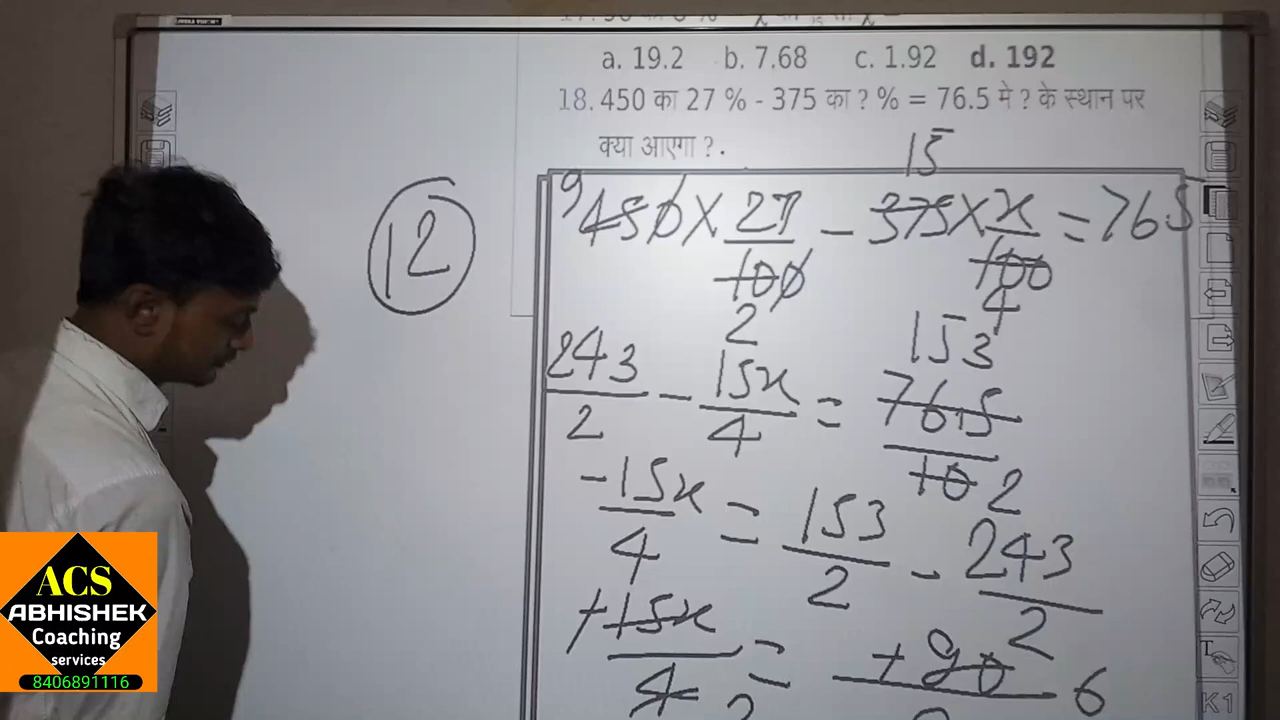 a. 19.2 b. 7.68 c. 1.92 d. 192
18. 450 का 27 % - 375 का ? % = 76.5 मे ? के स्थान पर
क्या आएगा ? .
12
15
9 450 × 27/100 − 375 × x/100 = 76.5
2 4
243/2 − 15x/4 = 765/10
153
2
−15x/4 = 153/2 − 243/2
+15x/4 = +90
2 6
T
K1
ACS
ABHISHEK
Coaching
services
8406891116